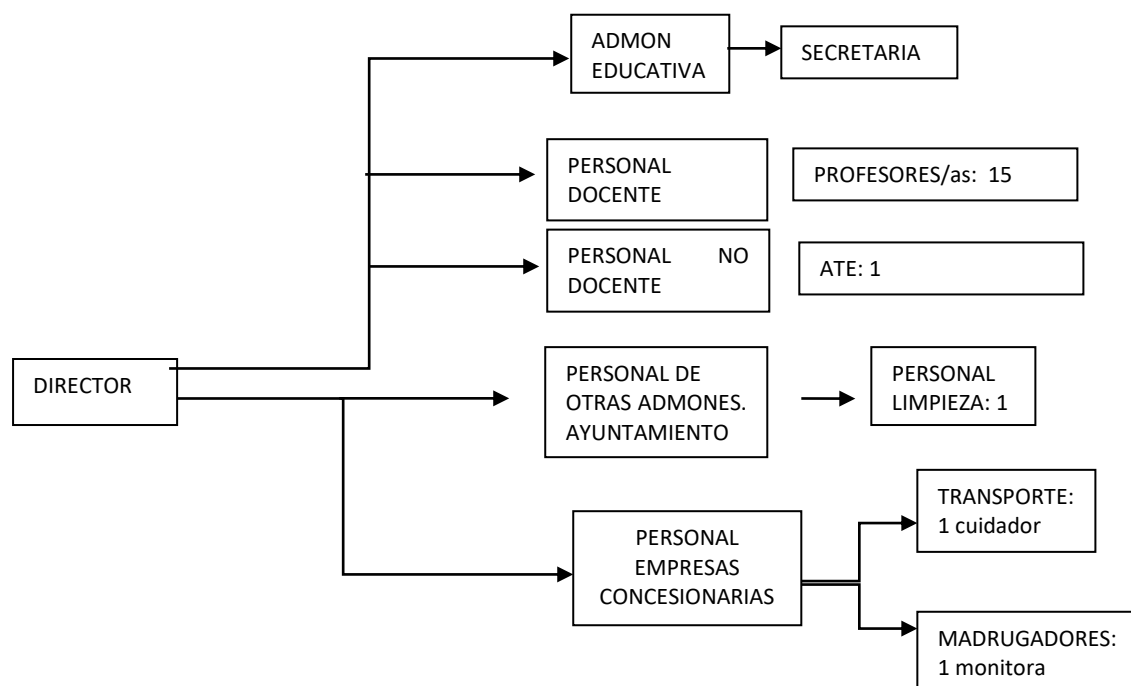 ADMON
EDUCATIVA
SECRETARIA
PERSONAL
DOCENTE
PROFESORES/as: 15
PERSONAL NO
DOCENTE
ATE: 1
DIRECTOR
PERSONAL DE
OTRAS ADMONES.
AYUNTAMIENTO
PERSONAL
LIMPIEZA: 1
PERSONAL
EMPRESAS
CONCESIONARIAS
TRANSPORTE:
1 cuidador
MADRUGADORES:
1 monitora